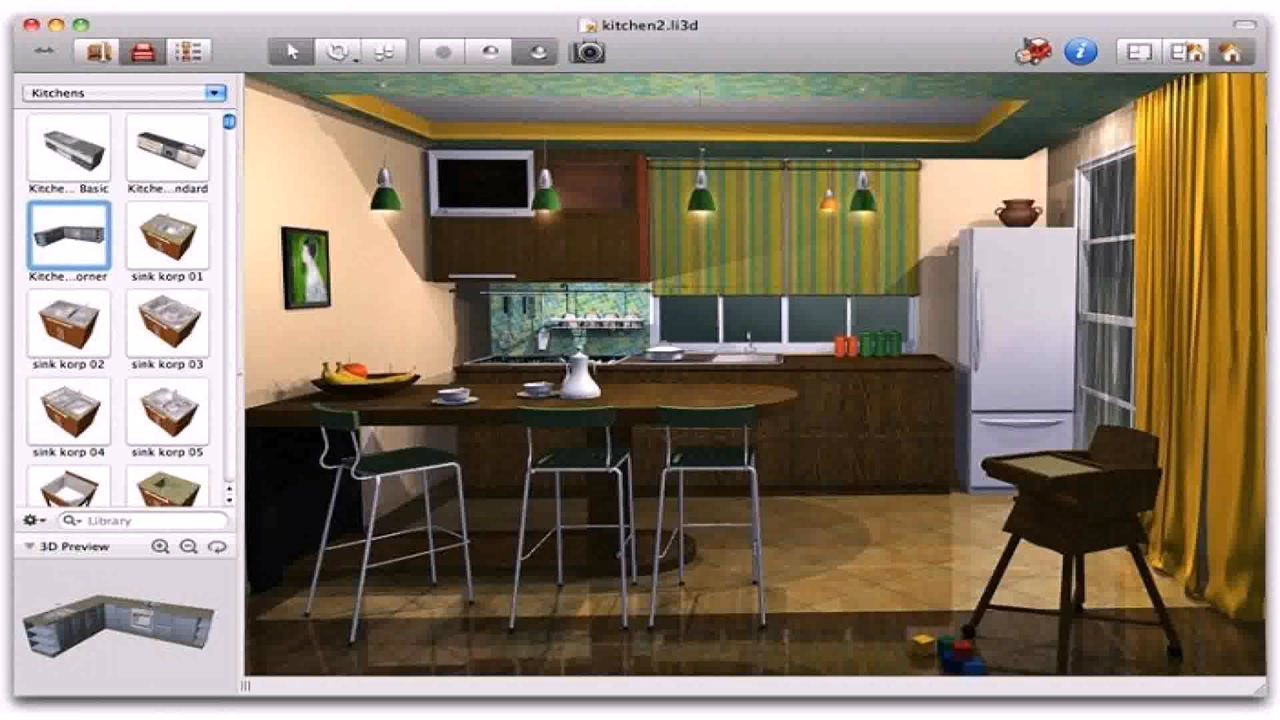 kitchen2.li3d
Kitchens
Kitche... Basic
Kitche...ndard
Kitche...orner
sink korp 01
sink korp 02
sink korp 03
sink korp 04
sink korp 05
Library
3D Preview